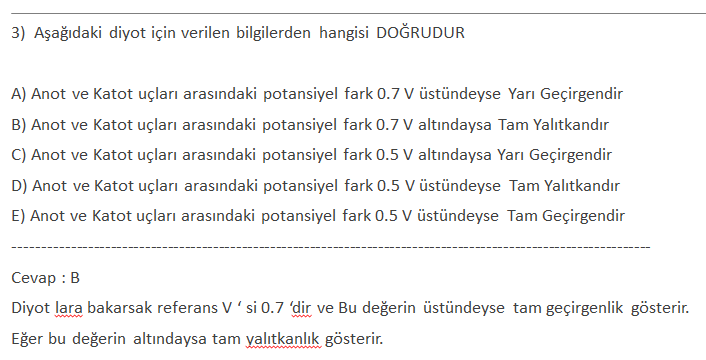 3) Aşağıdaki diyot için verilen bilgilerden hangisi DOĞRUDUR
A) Anot ve Katot uçları arasındaki potansiyel fark 0.7 V üstündeyse Yarı Geçirgendir
B) Anot ve Katot uçları arasındaki potansiyel fark 0.7 V altındaysa Tam Yalıtkandır
C) Anot ve Katot uçları arasındaki potansiyel fark 0.5 V altındaysa Yarı Geçirgendir
D) Anot ve Katot uçları arasındaki potansiyel fark 0.5 V üstündeyse Tam Yalıtkandır
E) Anot ve Katot uçları arasındaki potansiyel fark 0.5 V üstündeyse Tam Geçirgendir
Cevap : B
Diyot lara bakarsak referans V ‘ si 0.7 ‘dir ve Bu değerin üstündeyse tam geçirgenlik gösterir.
Eğer bu değerin altındaysa tam yalıtkanlık gösterir.